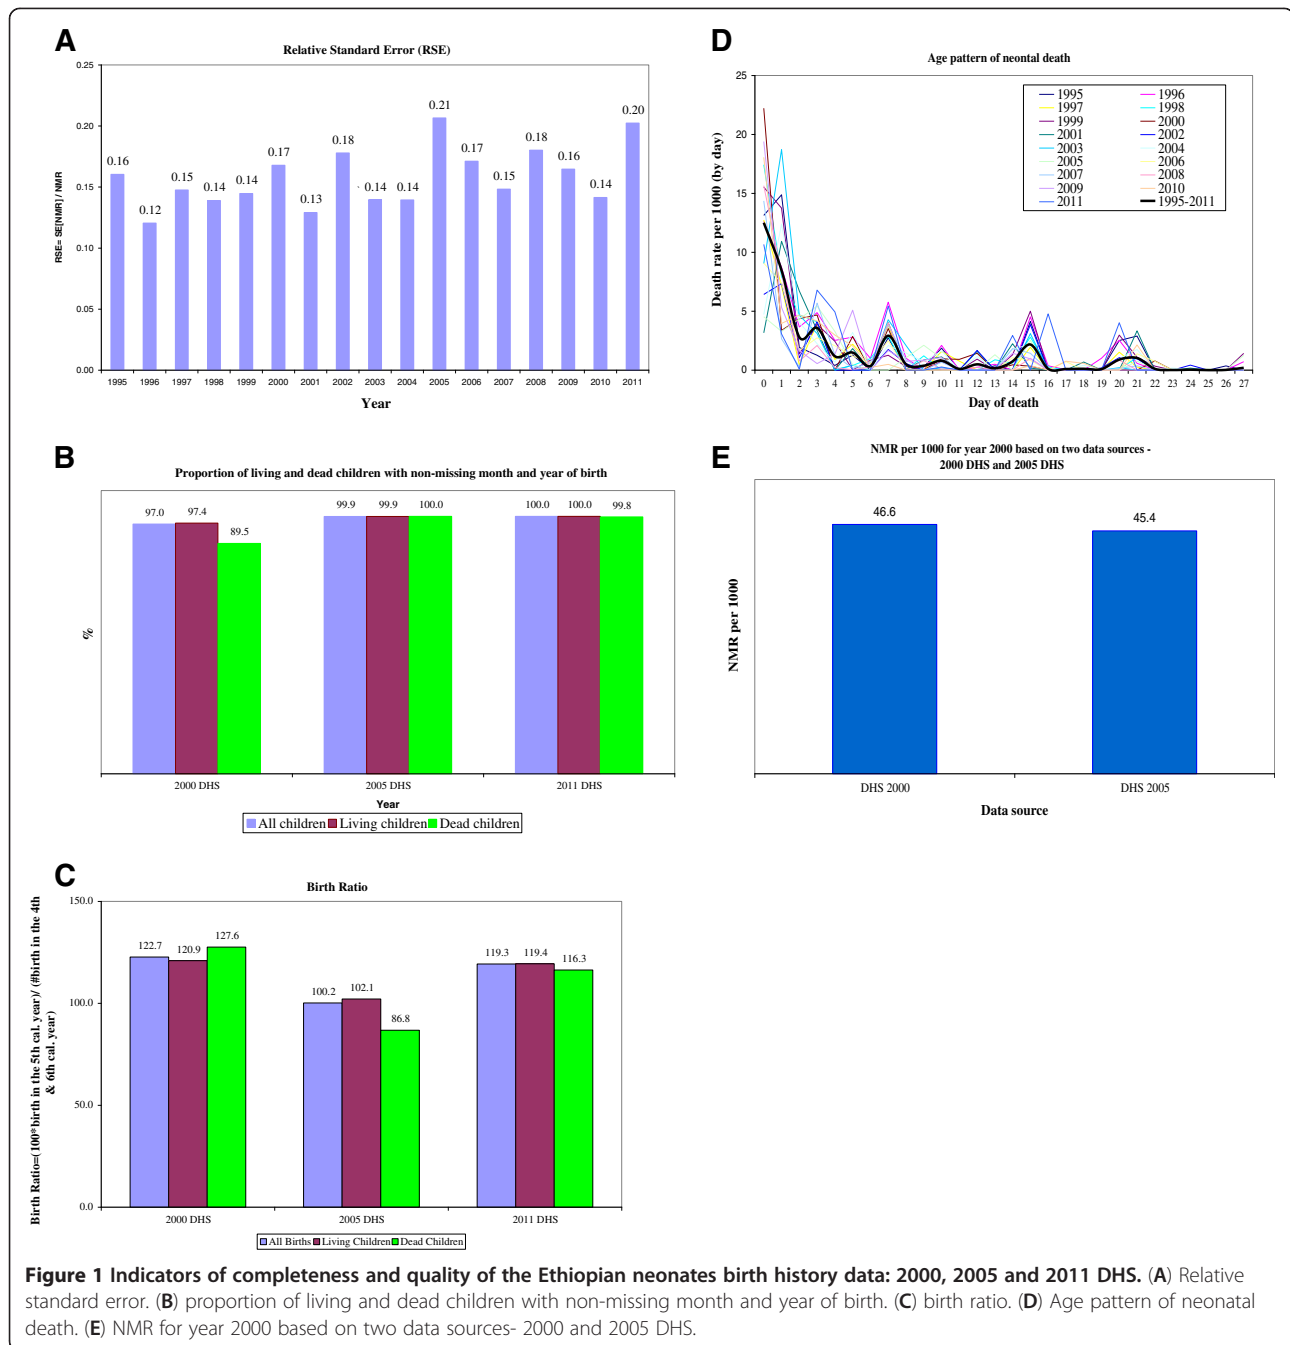 A
Relative Standard Error (RSE)
RSE= SE[NMR] / NMR
0.25
0.20
0.15
0.10
0.05
0.00
0.16
0.12
0.15
0.14
0.14
0.17
0.13
0.18
0.14
0.14
0.21
0.17
0.15
0.18
0.16
0.14
0.20
1995 1996 1997 1998 1999 2000 2001 2002 2003 2004 2005 2006 2007 2008 2009 2010 2011
Year
B
Proportion of living and dead children with non-missing month and year of birth
%
97.0 97.4 89.5
99.9 99.9 100.0
100.0 100.0 99.8
2000 DHS 2005 DHS 2011 DHS
Year
All children Living children Dead children
C
Birth Ratio
Birth Ratio=(100*birth in the 5th cal. year)/ (#birth in the 4th
& 6th cal. year)
150.0
100.0
50.0
0.0
122.7 120.9 127.6
100.2 102.1 86.8
119.3 119.4 116.3
2000 DHS 2005 DHS 2011 DHS
All Births Living Children Dead Children
D
Age pattern of neontal death
Death rate per 1000 (by day)
25
20
15
10
5
0
1995 1996
1997 1998
1999 2000
2001 2002
2003 2004
2005 2006
2007 2008
2009 2010
2011 1995-2011
0 1 2 3 4 5 6 7 8 9 10 11 12 13 14 15 16 17 18 19 20 21 22 23 24 25 26 27
Day of death
E
NMR per 1000 for year 2000 based on two data sources -
2000 DHS and 2005 DHS
NMR per 1000
46.6
45.4
DHS 2000 DHS 2005
Data source
Figure 1 Indicators of completeness and quality of the Ethiopian neonates birth history data: 2000, 2005 and 2011 DHS. (A) Relative
standard error. (B) proportion of living and dead children with non-missing month and year of birth. (C) birth ratio. (D) Age pattern of neonatal
death. (E) NMR for year 2000 based on two data sources- 2000 and 2005 DHS.